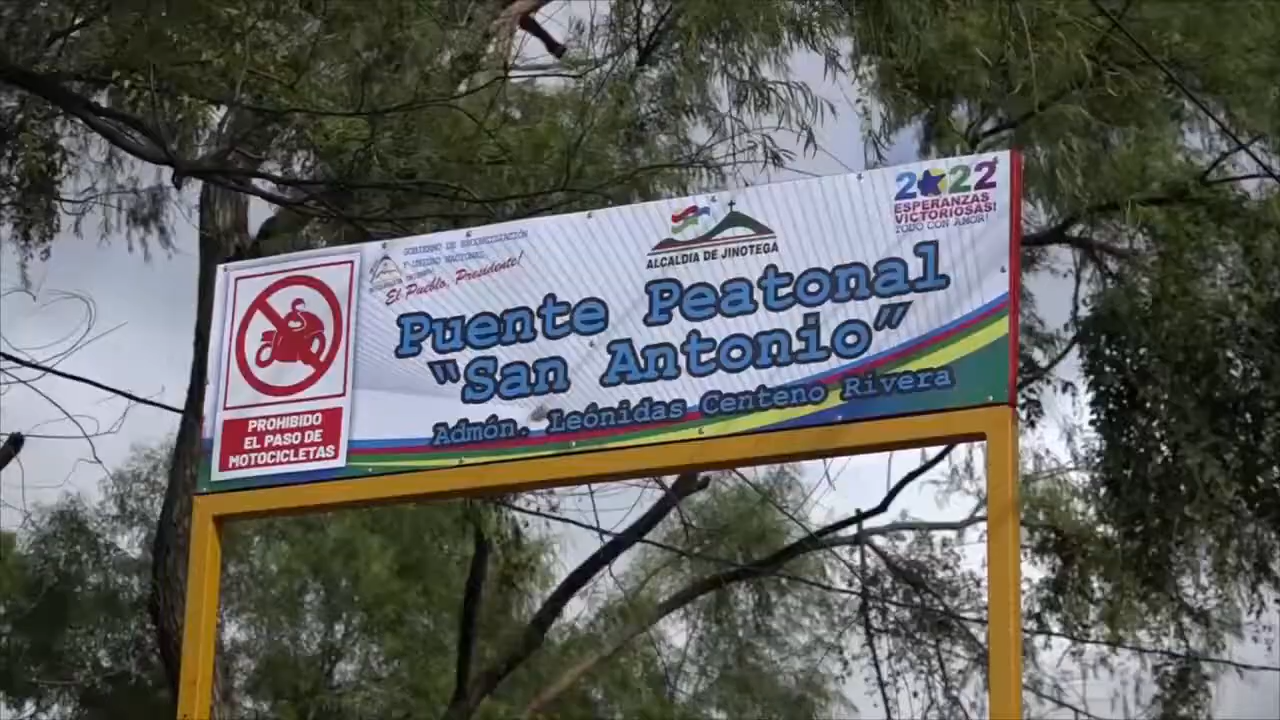 GOBIERNO DE RECONCILIACIÓN
Y UNIDAD NACIONAL
El Pueblo, Presidente!
ALCALDIA DE JINOTEGA
2022
ESPERANZAS
VICTORIOSAS!
TODO CON AMOR!
Puente Peatonal
"San Antonio"
Admón. Leónidas Centeno Rivera
PROHIBIDO
EL PASO DE
MOTOCICLETAS